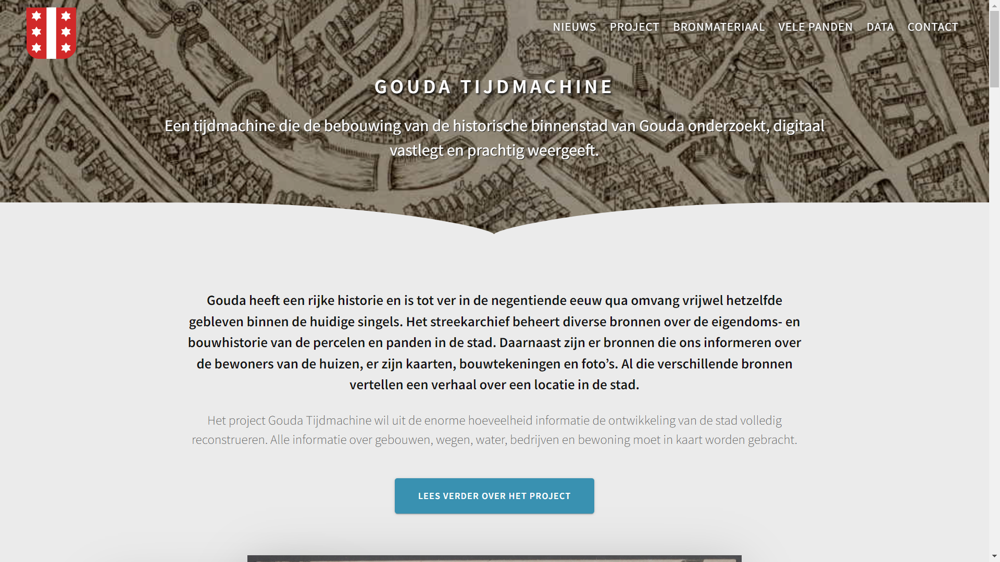 NIEUWS PROJECT BRONMATERIAAL VELE PANDEN DATA CONTACT
GOUDA TIJDMACHINE
Een tijdmachine die de bebouwing van de historische binnenstad van Gouda onderzoekt, digitaal
vastlegt en prachtig weergeeft.
Gouda heeft een rijke historie en is tot ver in de negentiende eeuw qua omvang vrijwel hetzelfde
gebleven binnen de huidige singels. Het streekarchief beheert diverse bronnen over de eigendoms- en
bouwhistorie van de percelen en panden in de stad. Daarnaast zijn er bronnen die ons informeren over
de bewoners van de huizen, er zijn kaarten, bouwtekeningen en foto’s. Al die verschillende bronnen
vertellen een verhaal over een locatie in de stad.
Het project Gouda Tijdmachine wil uit de enorme hoeveelheid informatie de ontwikkeling van de stad volledig
reconstrueren. Alle informatie over gebouwen, wegen, water, bedrijven en bewoning moet in kaart worden gebracht.
LEES VERDER OVER HET PROJECT